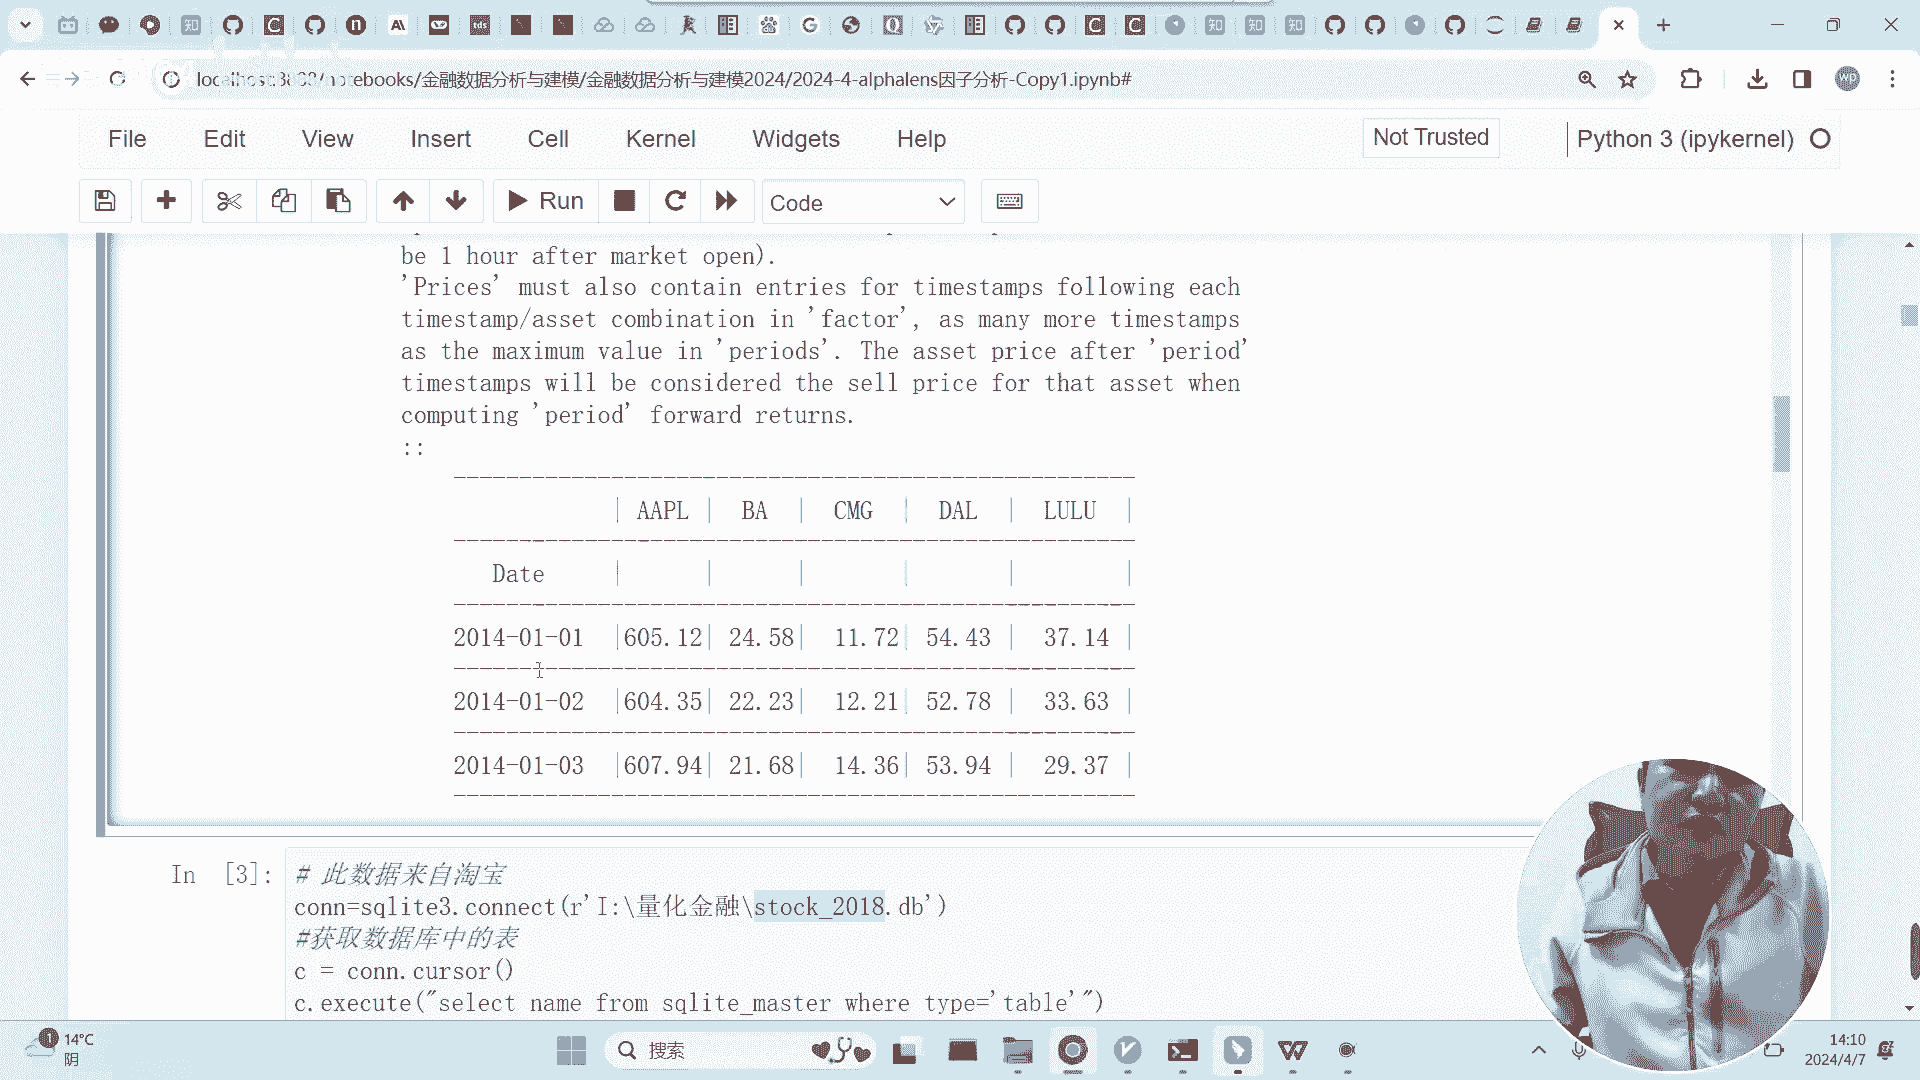 localhost:8888/notebooks/金融数据分析与建模/金融数据分析与建模2024/2024-4-alphalens因子分析-Copy1.ipynb#
File Edit View Insert Cell Kernel Widgets Help Not Trusted Python 3 (ipykernel)
Run Code
be 1 hour after market open).
'Prices' must also contain entries for timestamps following each
timestamp/asset combination in 'factor', as many more timestamps
as the maximum value in 'periods'. The asset price after 'period'
timestamps will be considered the sell price for that asset when
computing 'period' forward returns.
::
| AAPL | BA | CMG | DAL | LULU |
Date | | | | | |
2014-01-01 |605.12| 24.58| 11.72| 54.43 | 37.14 |
2014-01-02 |604.35| 22.23| 12.21| 52.78 | 33.63 |
2014-01-03 |607.94| 21.68| 14.36| 53.94 | 29.37 |
In [3]: # 此数据来自淘宝
conn=sqlite3.connect(r'I:\量化金融\stock_2018.db')
#获取数据库中的表
c = conn.cursor()
c.execute("select name from sqlite_master where type='table'")
14°C
阴
搜索
14:10
2024/4/7